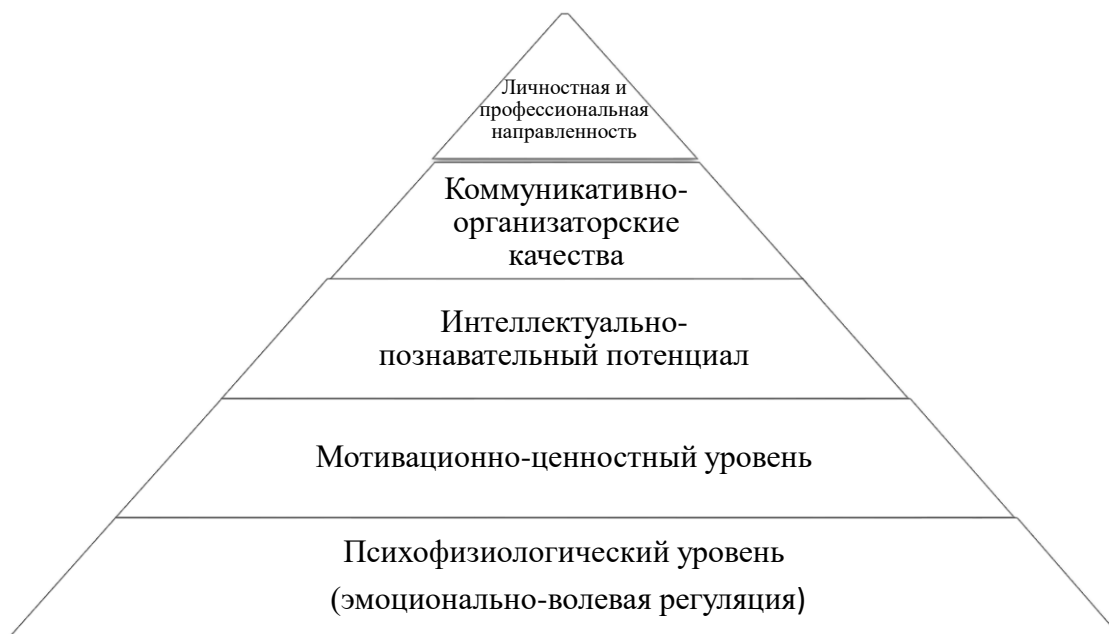 Личностная и
профессиональная
направленность
Коммуникативно-
организаторские
качества
Интеллектуально-
познавательный потенциал
Мотивационно-ценностный уровень
Психофизиологический уровень
(эмоционально-волевая регуляция)